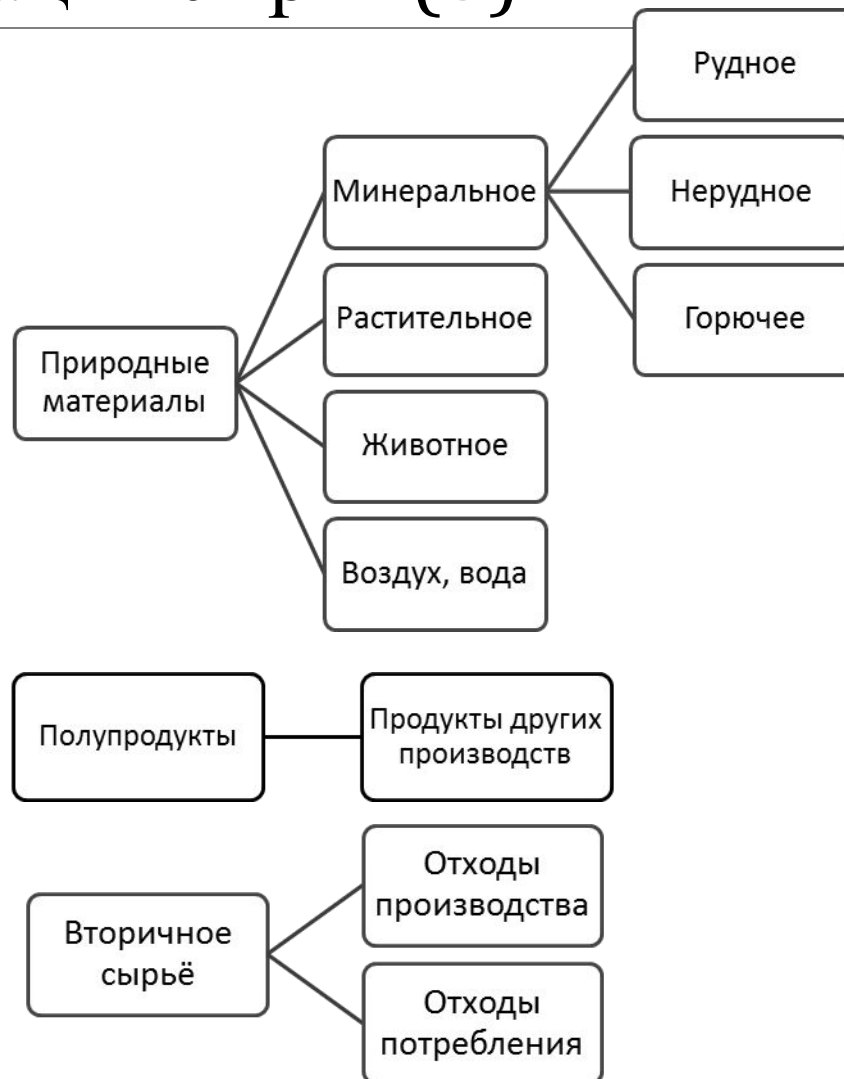 Рудное
Минеральное
Нерудное
Растительное
Горючее
Природные
материалы
Животное
Воздух, вода
Полупродукты
Продукты других
производств
Вторичное
сырьё
Отходы
производства
Отходы
потребления